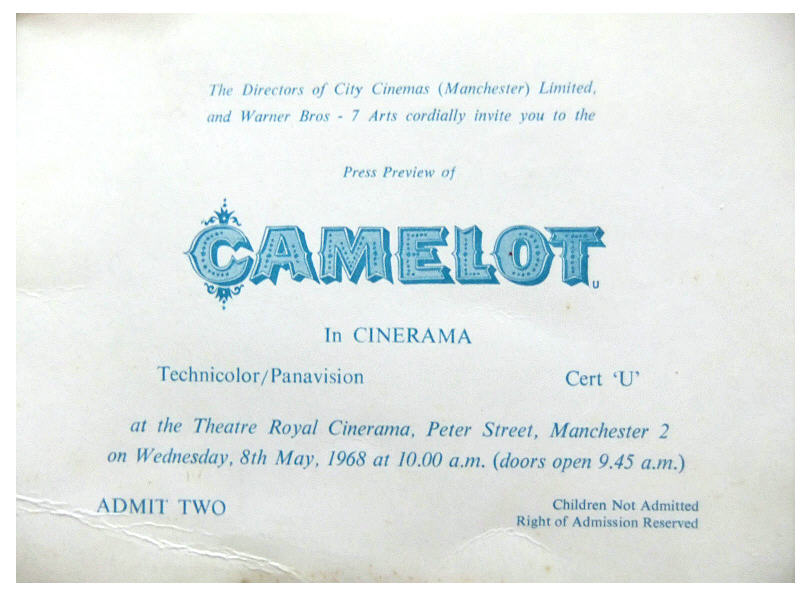 The Directors of City Cinemas (Manchester) Limited,
and Warner Bros - 7 Arts cordially invite you to the
Press Preview of
CAMELOT
U
In CINERAMA
Technicolor/Panavision Cert ‘U’
at the Theatre Royal Cinerama, Peter Street, Manchester 2
on Wednesday, 8th May, 1968 at 10.00 a.m. (doors open 9.45 a.m.)
ADMIT TWO
Children Not Admitted
Right of Admission Reserved